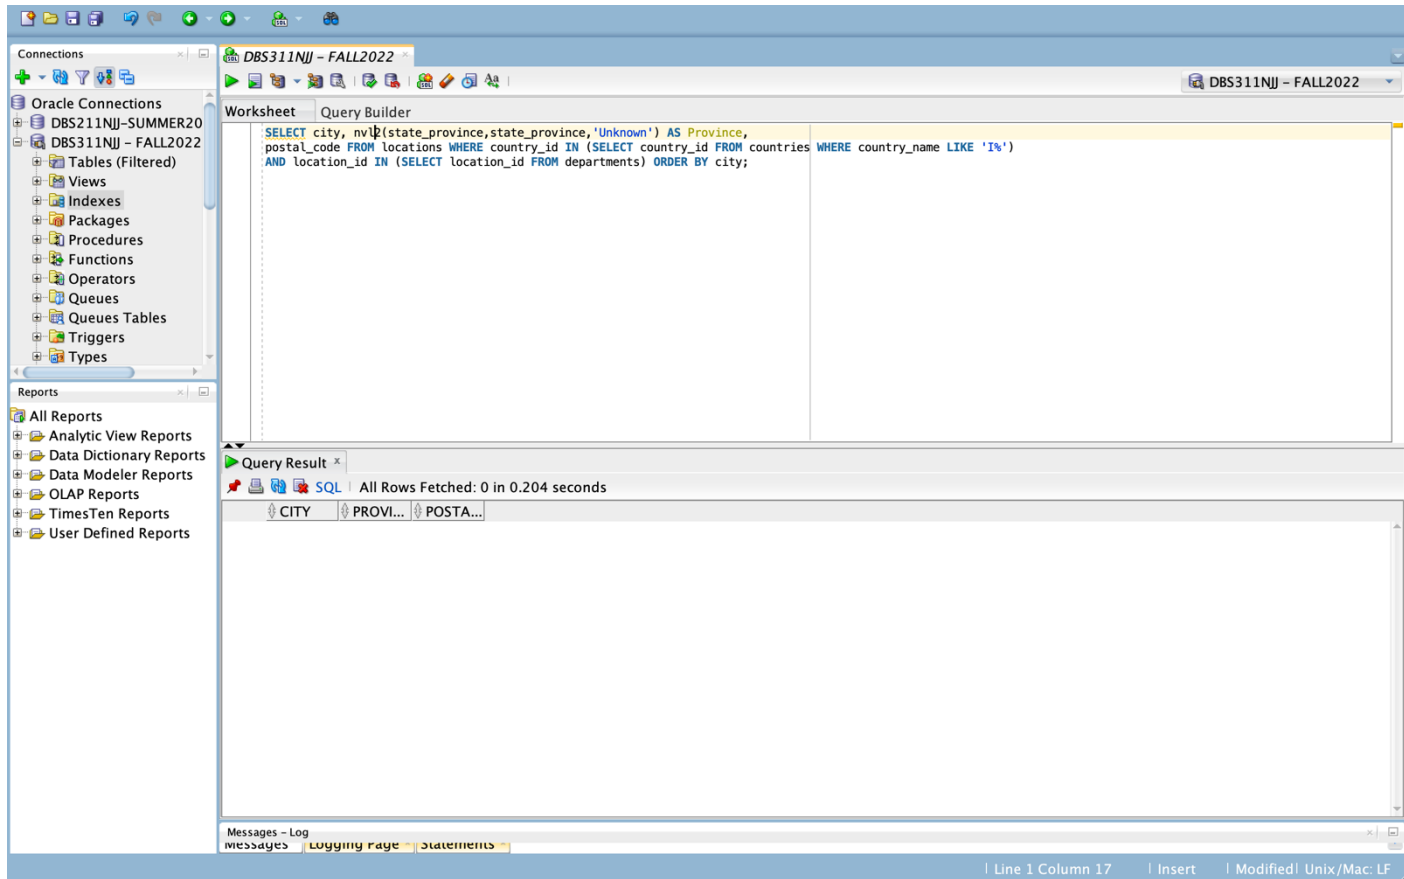 Connections
DBS311NJJ – FALL2022
DBS311NJJ – FALL2022
Oracle Connections
DBS211NJJ-SUMMER20
DBS311NJJ – FALL2022
Tables (Filtered)
Views
Indexes
Packages
Procedures
Functions
Operators
Queues
Queues Tables
Triggers
Types
Worksheet Query Builder
SELECT city, nvl2(state_province,state_province,'Unknown') AS Province,
postal_code FROM locations WHERE country_id IN (SELECT country_id FROM countries WHERE country_name LIKE 'I%')
AND location_id IN (SELECT location_id FROM departments) ORDER BY city;
Reports
All Reports
Analytic View Reports
Data Dictionary Reports
Data Modeler Reports
OLAP Reports
TimesTen Reports
User Defined Reports
Query Result
SQL All Rows Fetched: 0 in 0.204 seconds
CITY PROVI... POSTA...
Messages – Log
Messages Logging Page Statements
Line 1 Column 17 Insert Modified Unix/Mac: LF